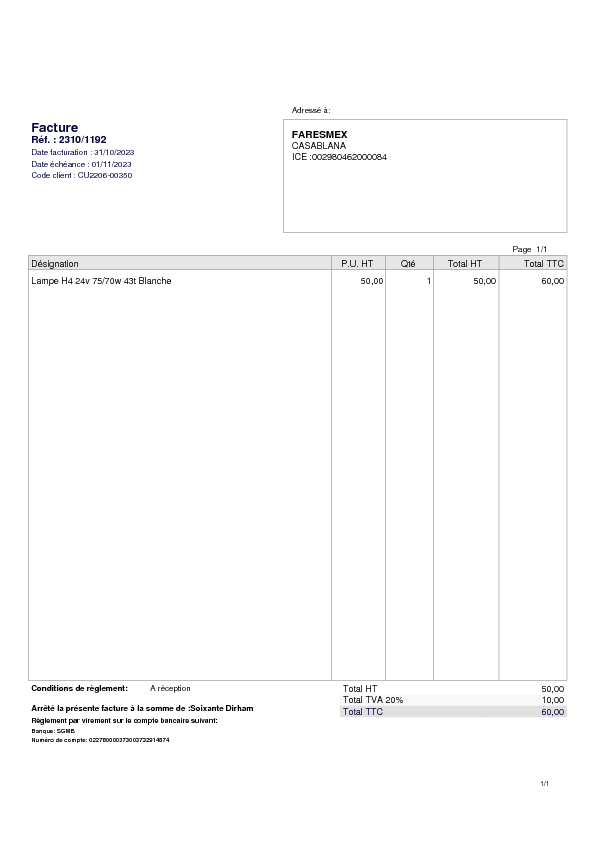 Adressé à:
Facture
Réf. : 2310/1192
Date facturation : 31/10/2023
Date échéance : 01/11/2023
Code client : CU2206-00350
FARESMEX
CASABLANA
ICE :002980462000084
Page 1/1
Désignation P.U. HT Qté Total HT Total TTC
Lampe H4 24v 75/70w 43t Blanche 50,00 1 50,00 60,00
Conditions de règlement: A réception
Total HT 50,00
Total TVA 20% 10,00
Total TTC 60,00
Arrêté la présente facture à la somme de :Soixante Dirham
Règlement par virement sur le compte bancaire suivant:
Banque: SGMB
Numéro de compte:
1/1